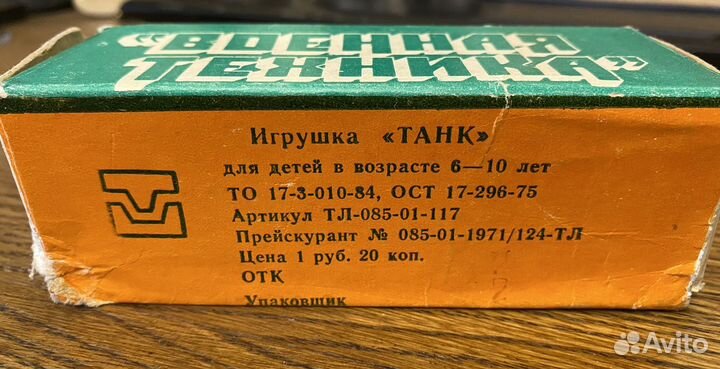 "ВОЕННАЯ
ТЕХНИКА"
Игрушка «ТАНК»
для детей в возрасте 6—10 лет
ТО 17-3-010-84, ОСТ 17-296-75
Артикул ТЛ-085-01-117
Прейскурант № 085-01-1971/124-ТЛ
Цена 1 руб. 20 коп.
ОТК
Упаковщик
Avito